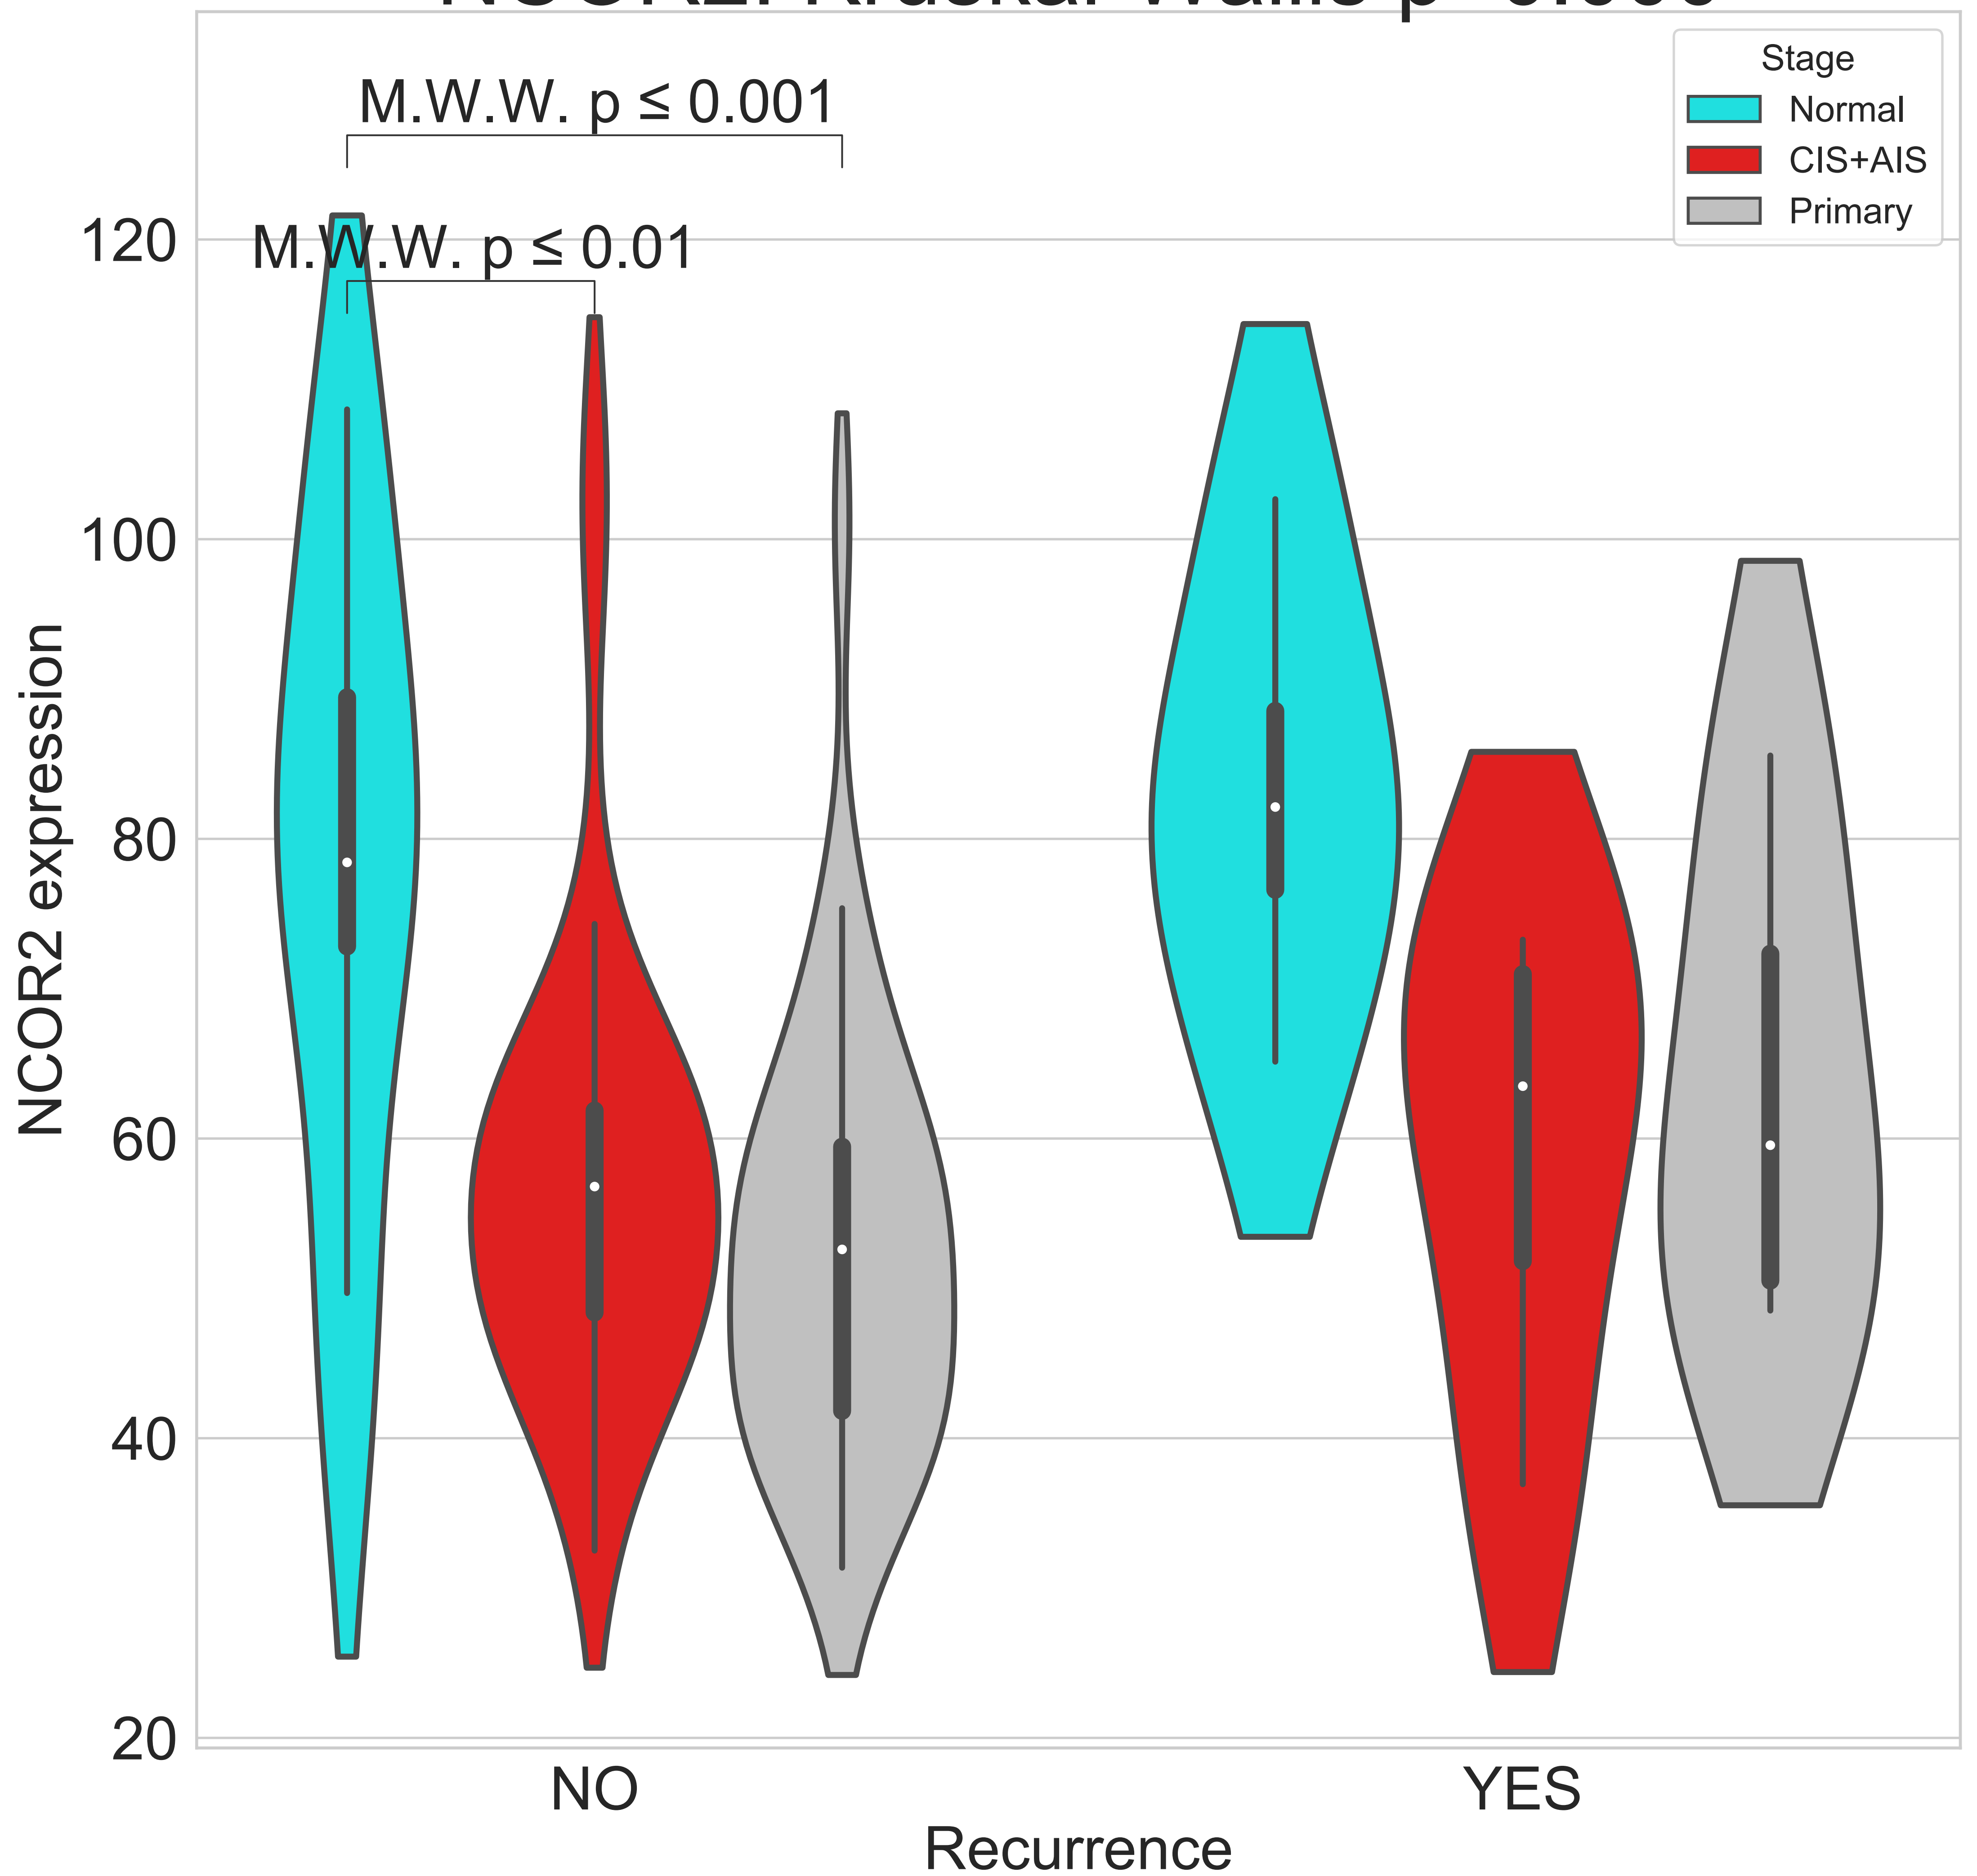 M.W.W. p ≤ 0.001
M.W.W. p ≤ 0.01
Stage
Normal
CIS+AIS
Primary
120
100
80
60
40
20
NCOR2 expression
NO
YES
Recurrence